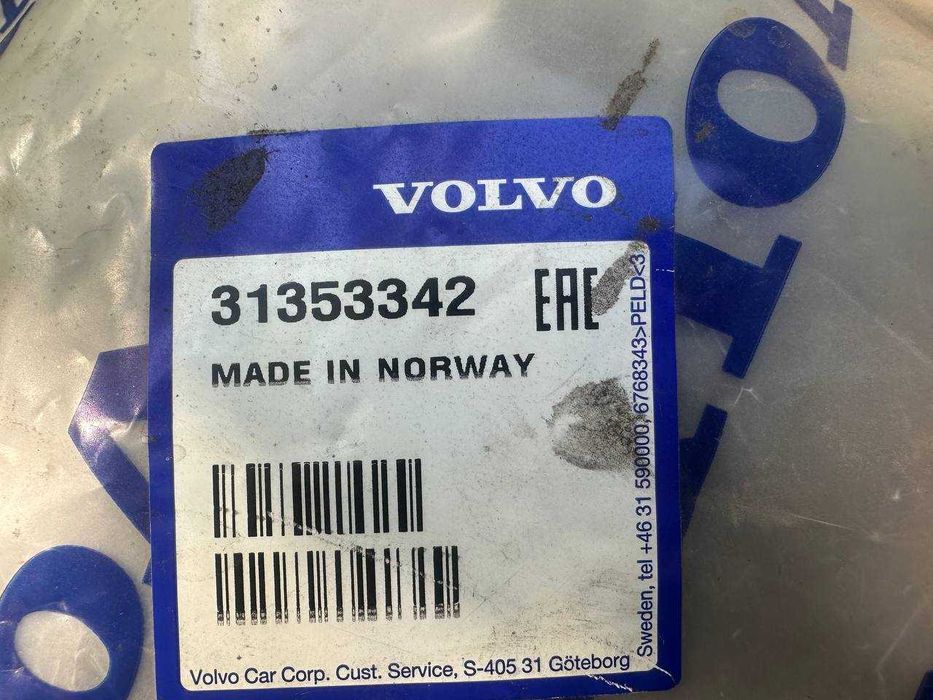 VOLVO
31353342 EAC
MADE IN NORWAY
Volvo Car Corp. Cust. Service, S-405 31 Göteborg
Sweden, tel +46 31 590000, 6768343>PELD<3